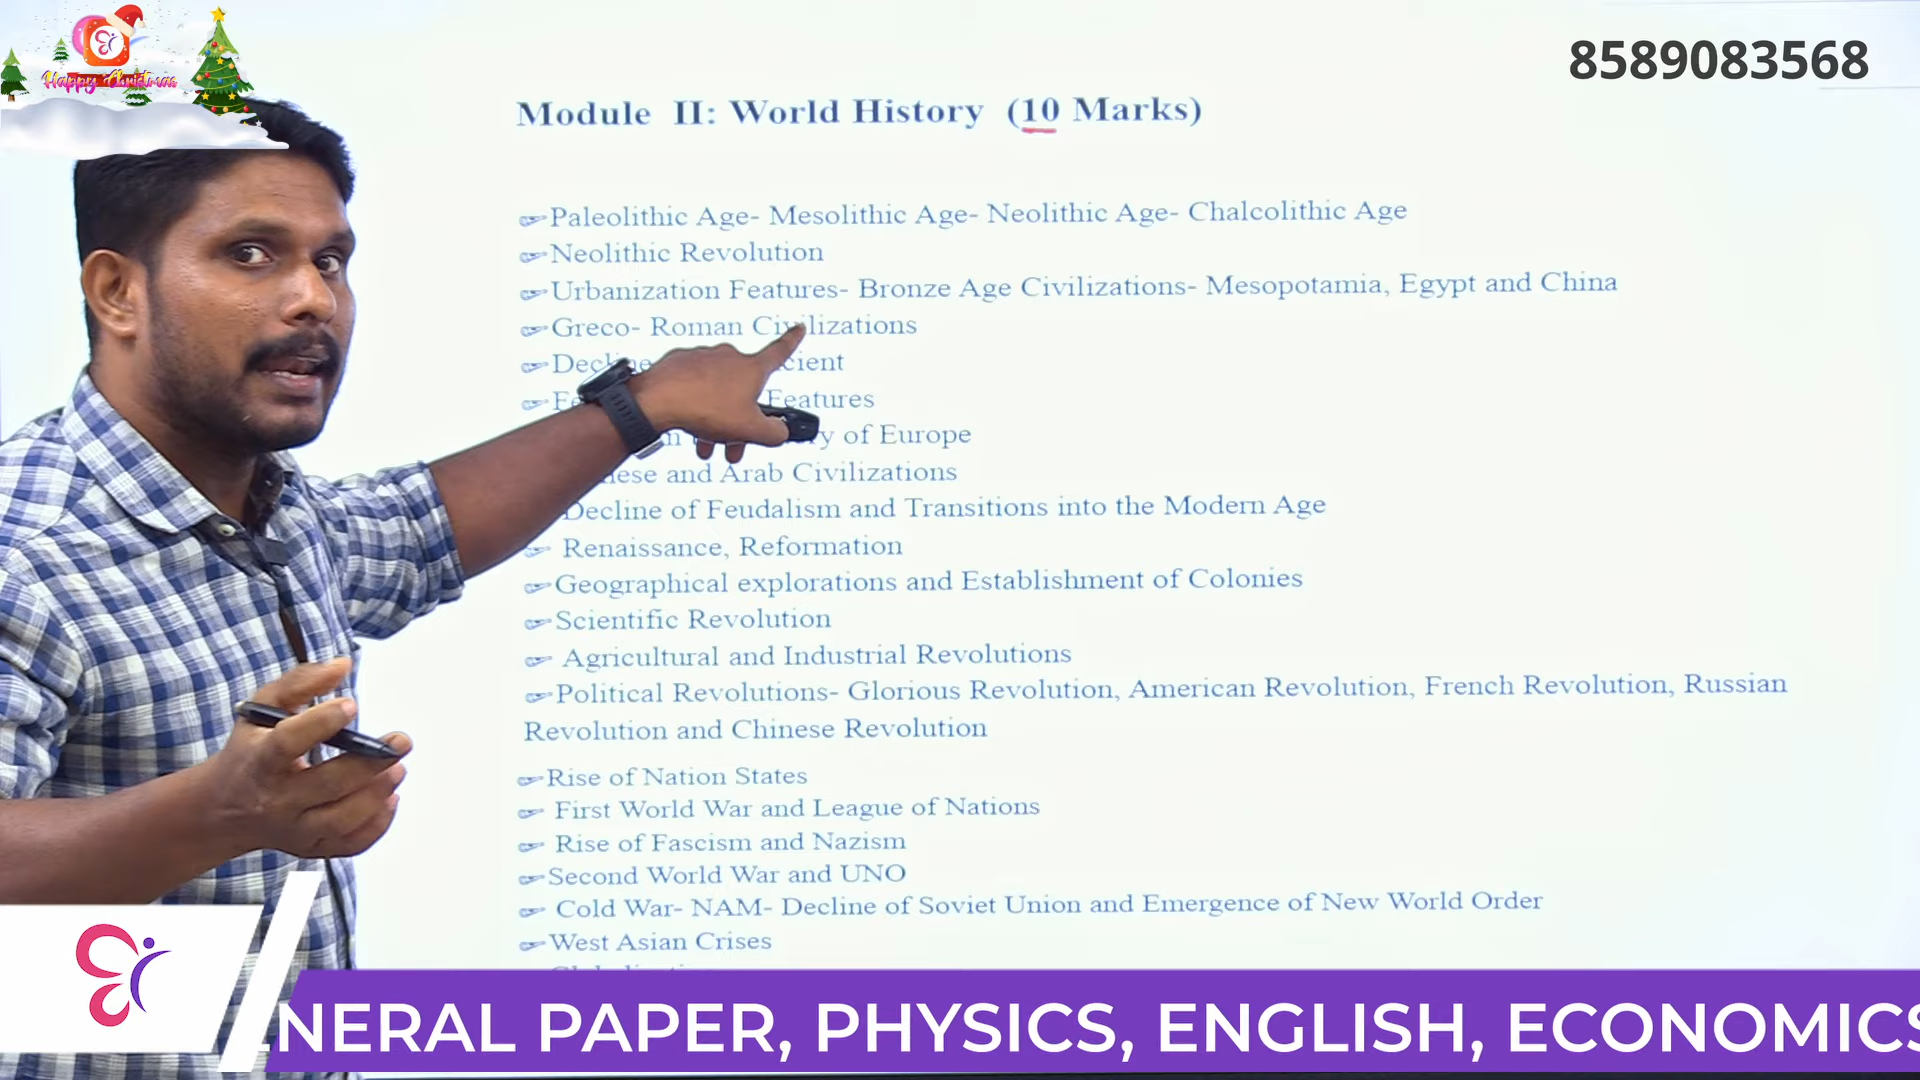 Happy Christmas
8589083568
Module II: World History (10 Marks)
Paleolithic Age- Mesolithic Age- Neolithic Age- Chalcolithic Age
Neolithic Revolution
Urbanization Features- Bronze Age Civilizations- Mesopotamia, Egypt and China
Greco- Roman Civilizations
Decline cient
Features
y of Europe
nese and Arab Civilizations
Decline of Feudalism and Transitions into the Modern Age
Renaissance, Reformation
Geographical explorations and Establishment of Colonies
Scientific Revolution
Agricultural and Industrial Revolutions
Political Revolutions- Glorious Revolution, American Revolution, French Revolution, Russian
Revolution and Chinese Revolution
Rise of Nation States
First World War and League of Nations
Rise of Fascism and Nazism
Second World War and UNO
Cold War- NAM- Decline of Soviet Union and Emergence of New World Order
West Asian Crises
NERAL PAPER, PHYSICS, ENGLISH, ECONOMICS